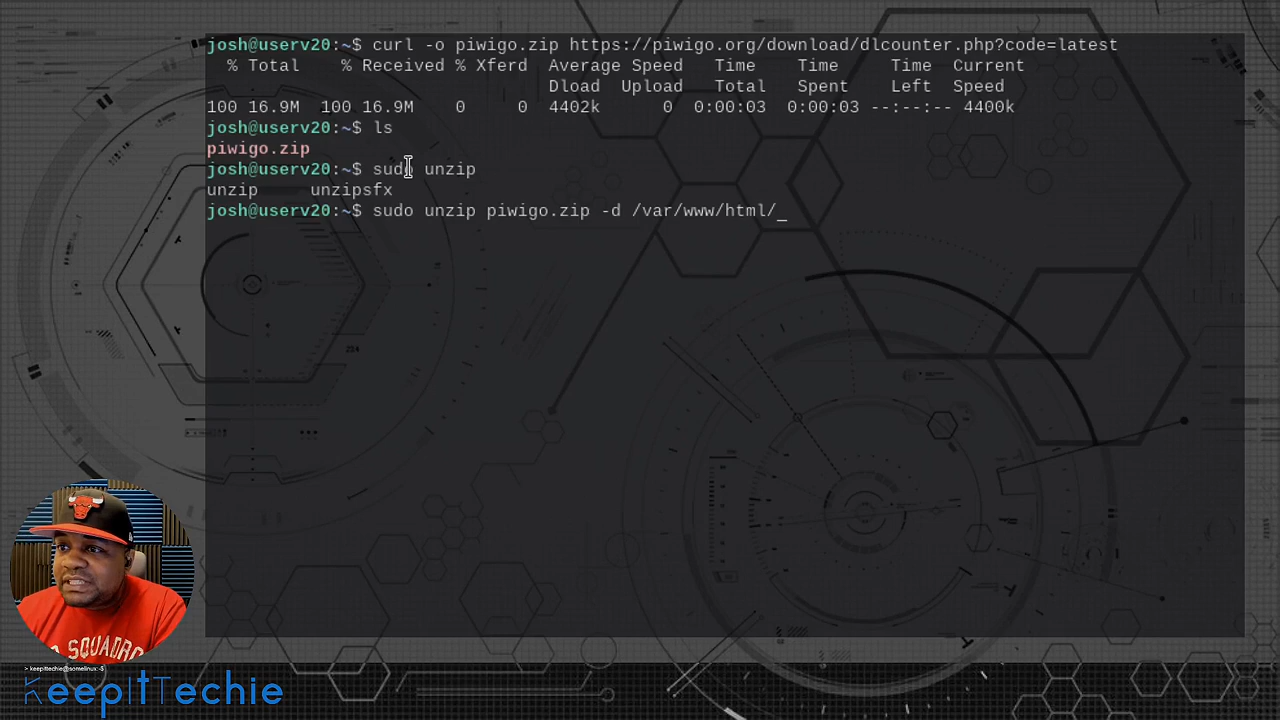 josh@userv20:~$ curl -o piwigo.zip https://piwigo.org/download/dlcounter.php?code=latest
% Total % Received % Xferd Average Speed Time Time Time Current
Dload Upload Total Spent Left Speed
100 16.9M 100 16.9M 0 0 4402k 0 0:00:03 0:00:03 --:--:-- 4400k
josh@userv20:~$ ls
piwigo.zip
josh@userv20:~$ sudo unzip
unzip unzipsfx
josh@userv20:~$ sudo unzip piwigo.zip -d /var/www/html/_
SQUADRO
> keepittechie@somelinux:~$
KeepItTechie